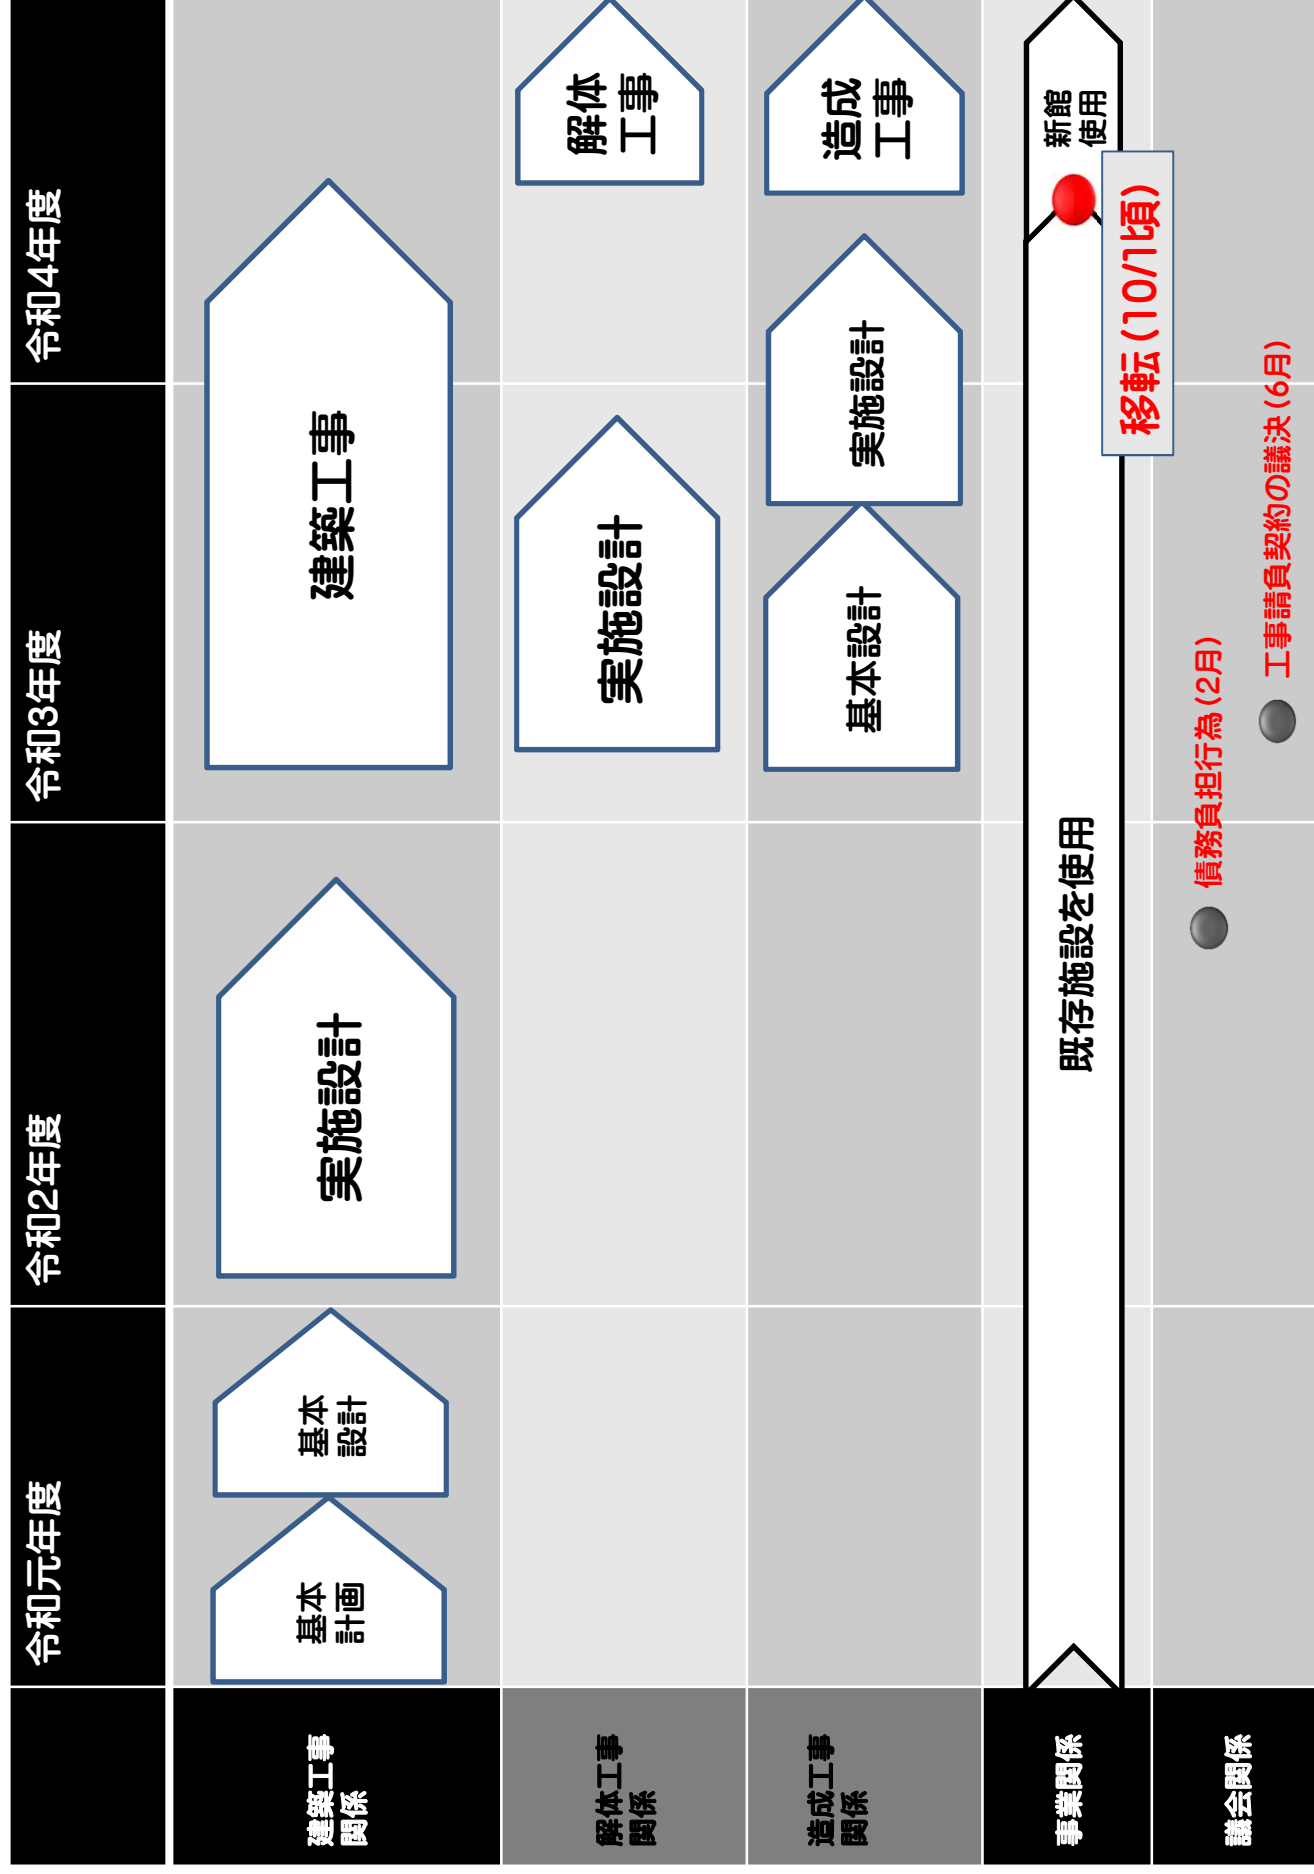 令和元年度
令和2年度
令和3年度
令和4年度
建築工事
関係
基本
計画
基本
設計
実施設計
建築工事
解体工事
関係
実施設計
解体
工事
造成工事
関係
基本設計
実施設計
造成
工事
事業関係
既存施設を使用
新館
使用
移転(10/1頃)
議会関係
債務負担行為(2月)
工事請負契約の議決(6月)